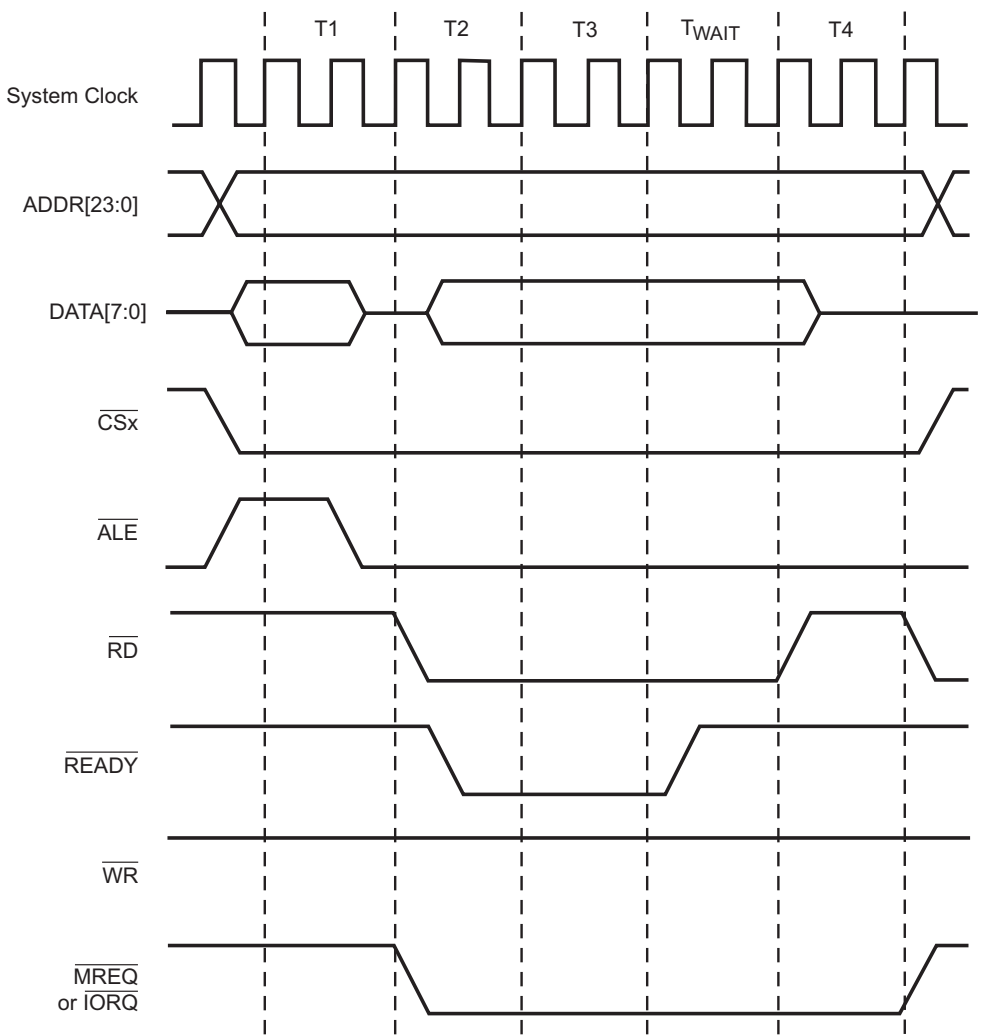 T1 T2 T3 TWAIT T4
System Clock
ADDR[23:0]
DATA[7:0]
CSx
ALE
RD
READY
WR
MREQ
or IORQ